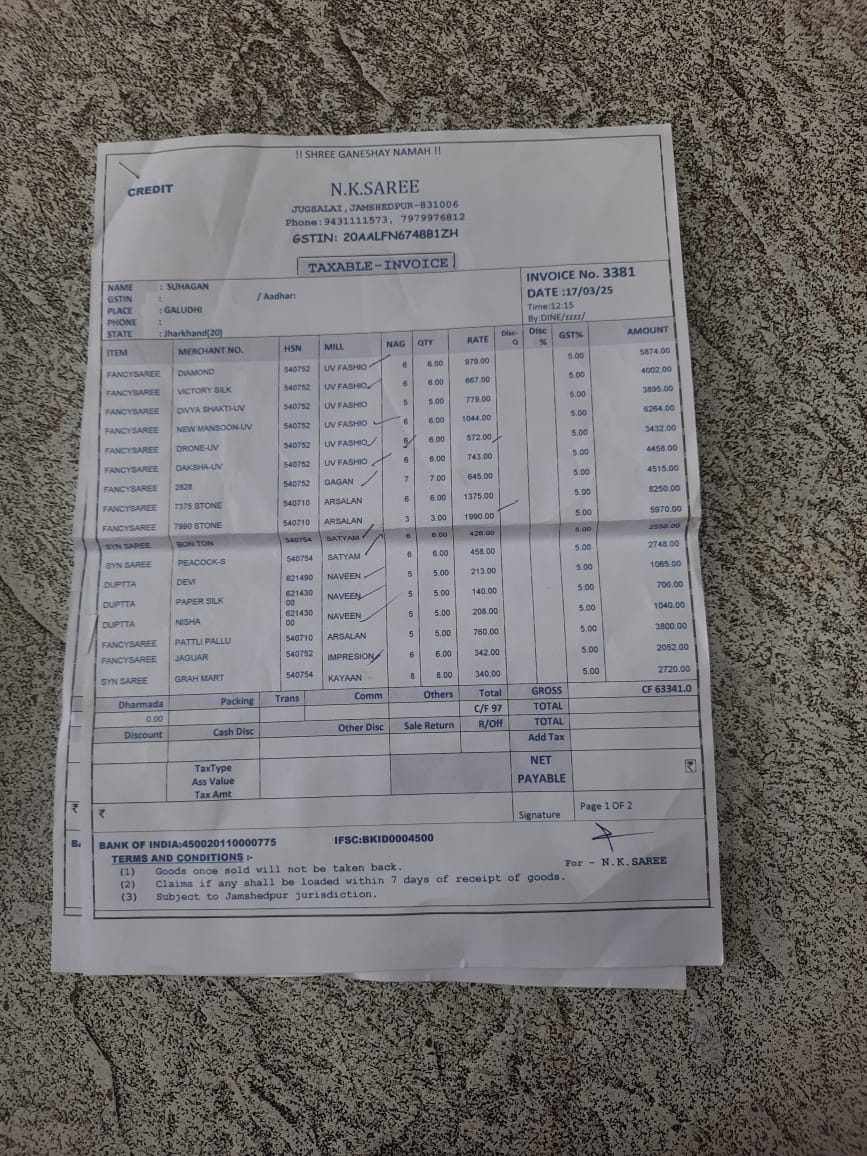 !! SHREE GANESHAY NAMAH !!
CREDIT
N.K.SAREE
JUGSALAI,JAMSHEDPUR-831006
Phone:9431111573, 7979976812
GSTIN: 20AALFN6748B1ZH
TAXABLE-INVOICE
NAME : SUHAGAN
GSTIN : / Aadhar:
PLACE : GALUDHI
PHONE :
STATE : Jharkhand(20)
INVOICE No. 3381
DATE :17/03/25
Time:12:15
By:DINE/zzzz/
ITEM MERCHANT NO. HSN MILL NAG QTY RATE Disc-Q Disc % GST% AMOUNT
FANCYSAREE DIAMOND 540752 UV FASHIO 6 6.00 979.00 5.00 5874.00
FANCYSAREE VICTORY SILK 540752 UV FASHIO 6 6.00 667.00 5.00 4002.00
FANCYSAREE DIVYA SHAKTI-UV 540752 UV FASHIO 5 5.00 779.00 5.00 3895.00
FANCYSAREE NEW MANSOON-UV 540752 UV FASHIO 6 6.00 1044.00 5.00 6264.00
FANCYSAREE DRONE-UV 540752 UV FASHIO 6.00 572.00 5.00 3432.00
FANCYSAREE DAKSHA-UV 540752 UV FASHIO 6 6.00 743.00 5.00 4458.00
FANCYSAREE 2828 540752 GAGAN 7 7.00 645.00 5.00 4515.00
FANCYSAREE 7375 STONE 540710 ARSALAN 6 6.00 1375.00 5.00 8250.00
FANCYSAREE 7990 STONE 540710 ARSALAN 3 3.00 1990.00 5.00 5970.00
SYN SAREE BON TON 540754 SATYAM 6 6.00 426.00 5.00 2556.00
SYN SAREE PEACOCK-S 540754 SATYAM 6 6.00 458.00 5.00 2748.00
DUPTTA DEVI 621490 NAVEEN 5 5.00 213.00 5.00 1065.00
DUPTTA PAPER SILK 62143000 NAVEEN 5 5.00 140.00 5.00 700.00
DUPTTA NISHA 62143000 NAVEEN 5 5.00 208.00 5.00 1040.00
FANCYSAREE PATTLI PALLU 540710 ARSALAN 5 5.00 760.00 5.00 3800.00
FANCYSAREE JAGUAR 540752 IMPRESION 6 6.00 342.00 5.00 2052.00
SYN SAREE GRAH MART 540754 KAYAAN 8 8.00 340.00 5.00 2720.00
Dharmada Packing Trans Comm Others Total GROSS CF 63341.0
0.00 C/F 97 TOTAL
Discount Cash Disc Other Disc Sale Return R/Off TOTAL
Add Tax
TaxType NET
Ass Value PAYABLE ₹
Tax Amt
₹ Signature Page 1 OF 2
BANK OF INDIA:450020110000775 IFSC:BKID0004500
TERMS AND CONDITIONS :-
(1) Goods once sold will not be taken back.
(2) Claims if any shall be loaded within 7 days of receipt of goods.
(3) Subject to Jamshedpur jurisdiction.
For - N.K.SAREE